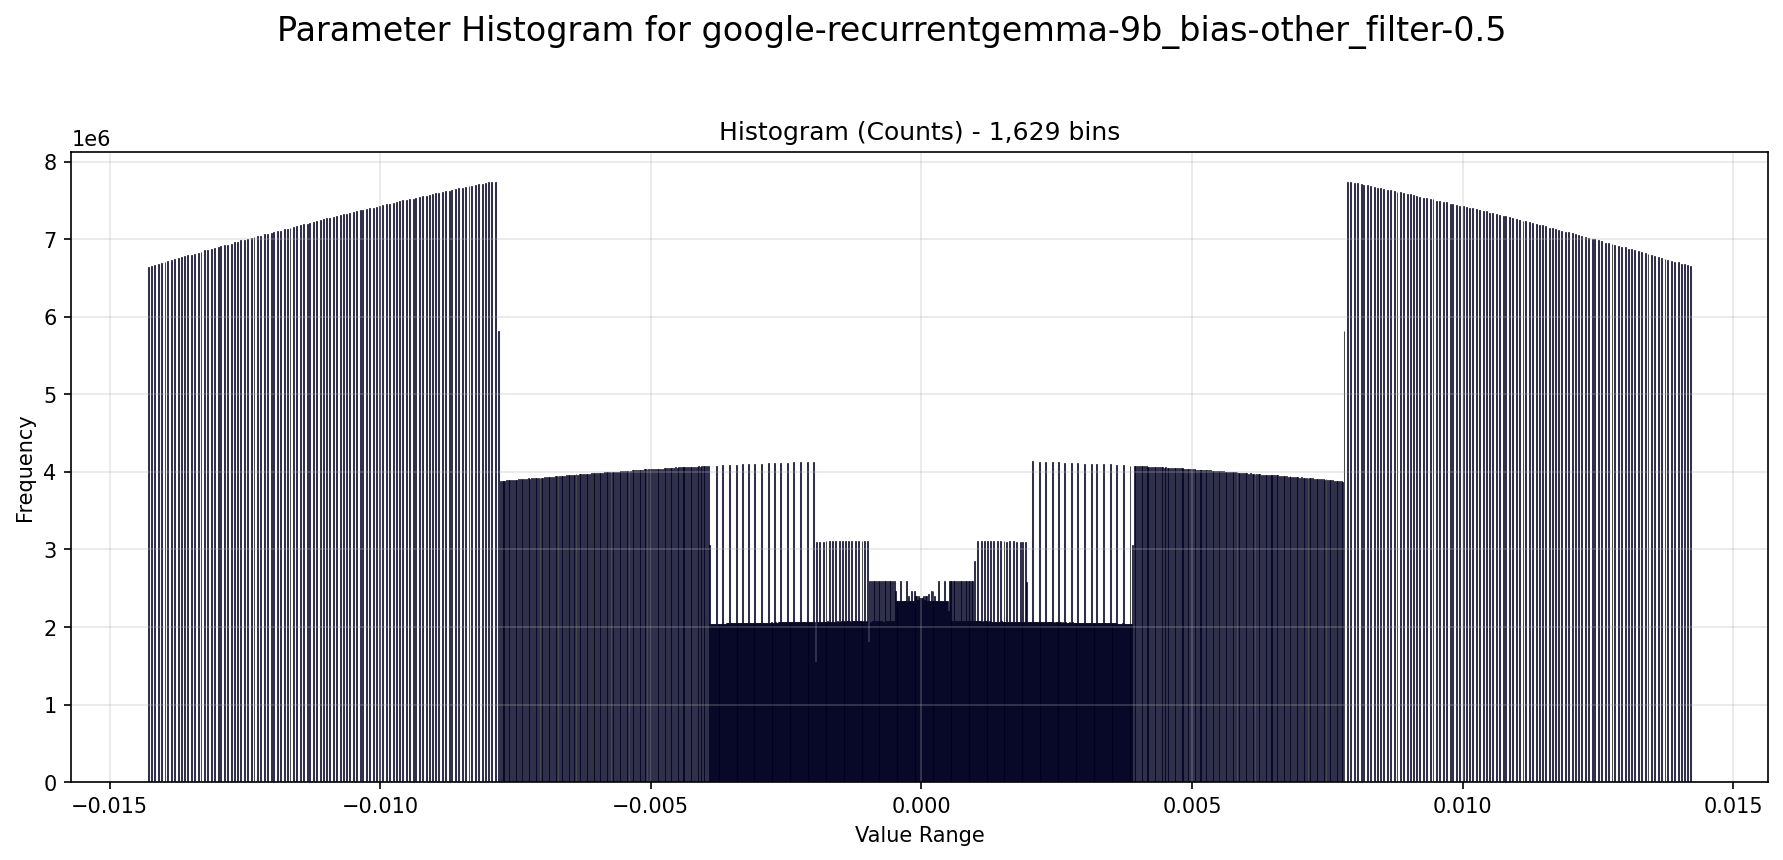 Parameter Histogram for google-recurrentgemma-9b_bias-other_filter-0.5
Histogram (Counts) - 1,629 bins
1e6
8
7
6
5
4
3
2
1
0
Frequency
−0.015 −0.010 −0.005 0.000 0.005 0.010 0.015
Value Range